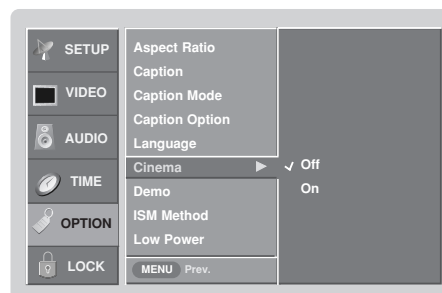 SETUP
VIDEO
AUDIO
TIME
OPTION
LOCK
Aspect Ratio
Caption
Caption Mode
Caption Option
Language
Cinema
Demo
ISM Method
Low Power
MENU Prev.
Off
On